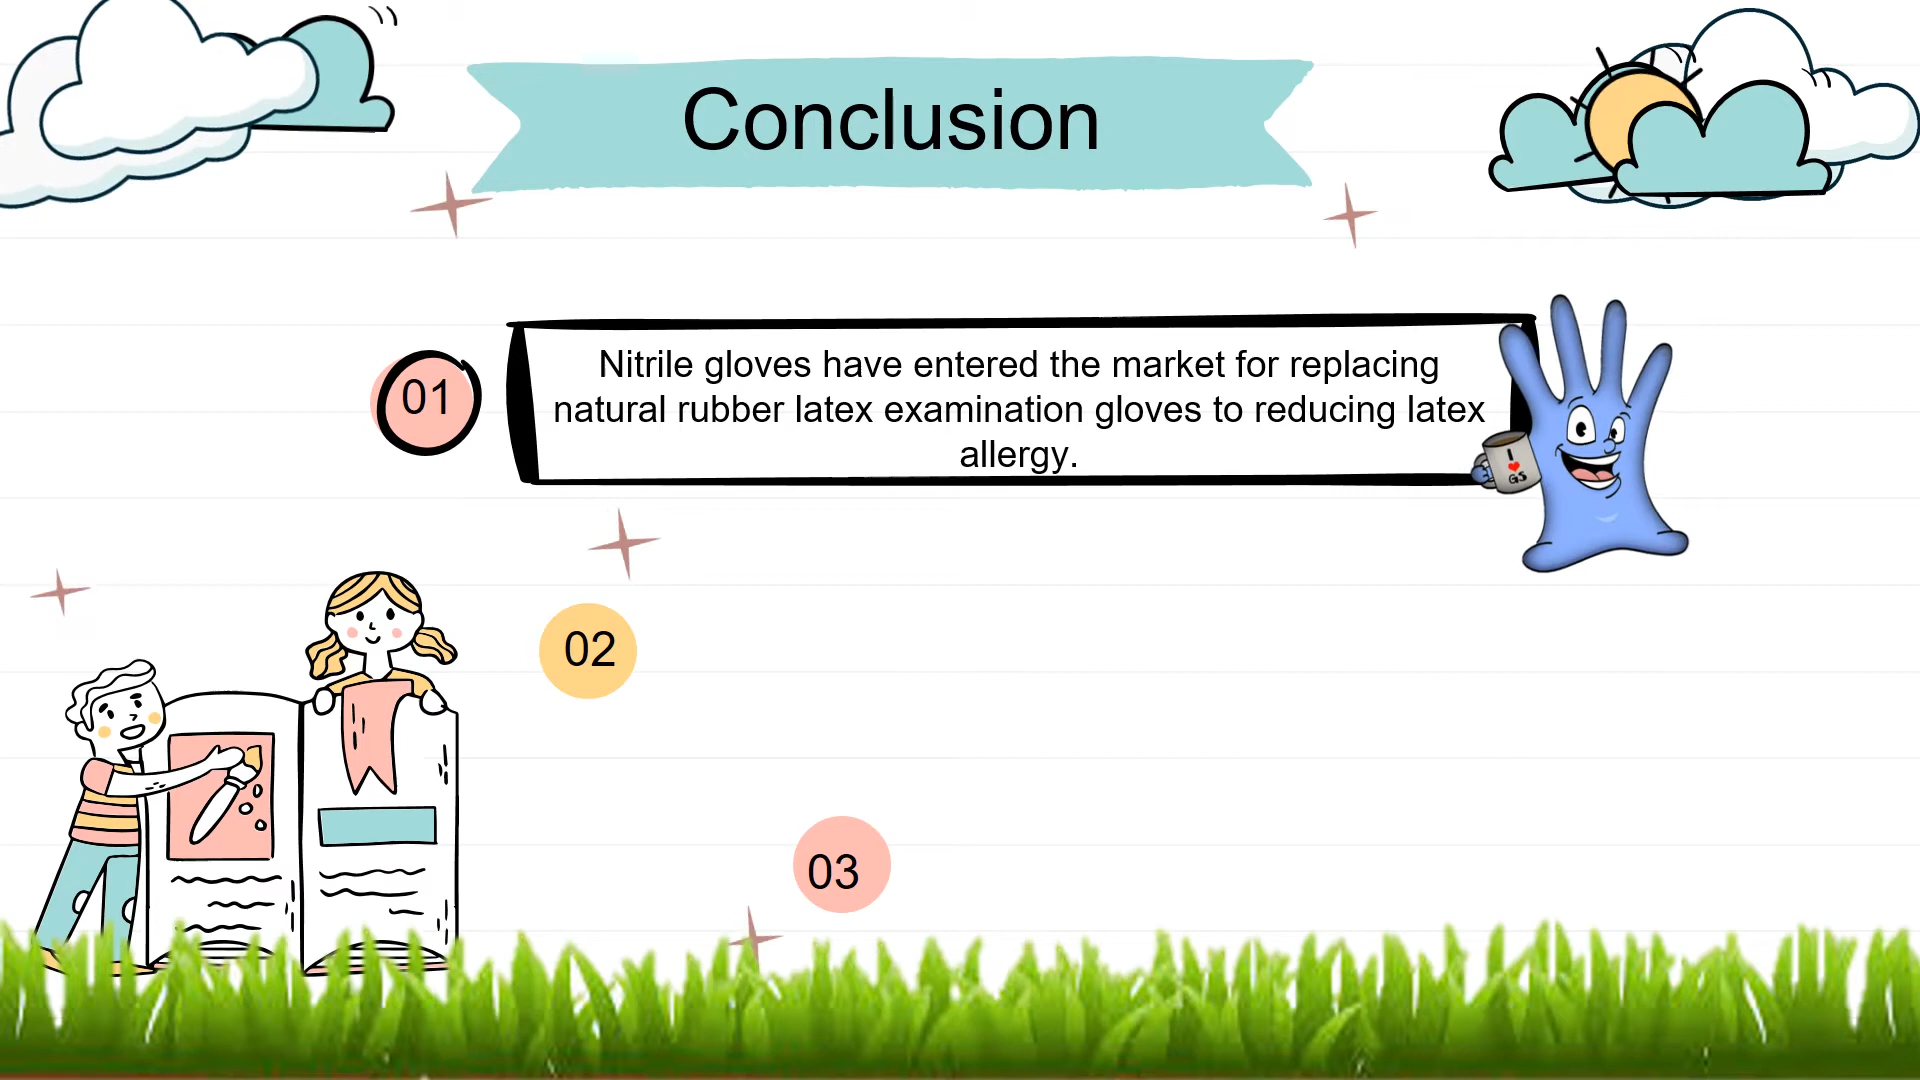 Conclusion
01
Nitrile gloves have entered the market for replacing
natural rubber latex examination gloves to reducing latex
allergy.
I
GS
02
03